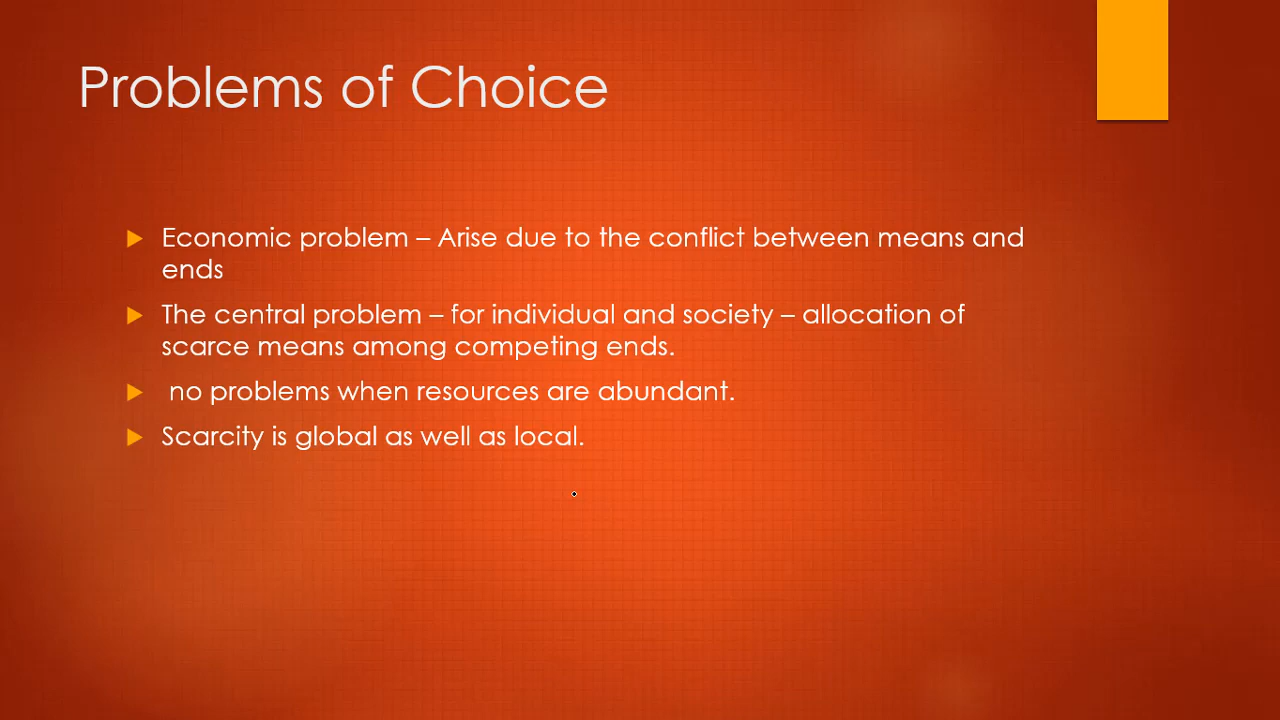 Problems of Choice
Economic problem – Arise due to the conflict between means and
ends
The central problem – for individual and society – allocation of
scarce means among competing ends.
no problems when resources are abundant.
Scarcity is global as well as local.